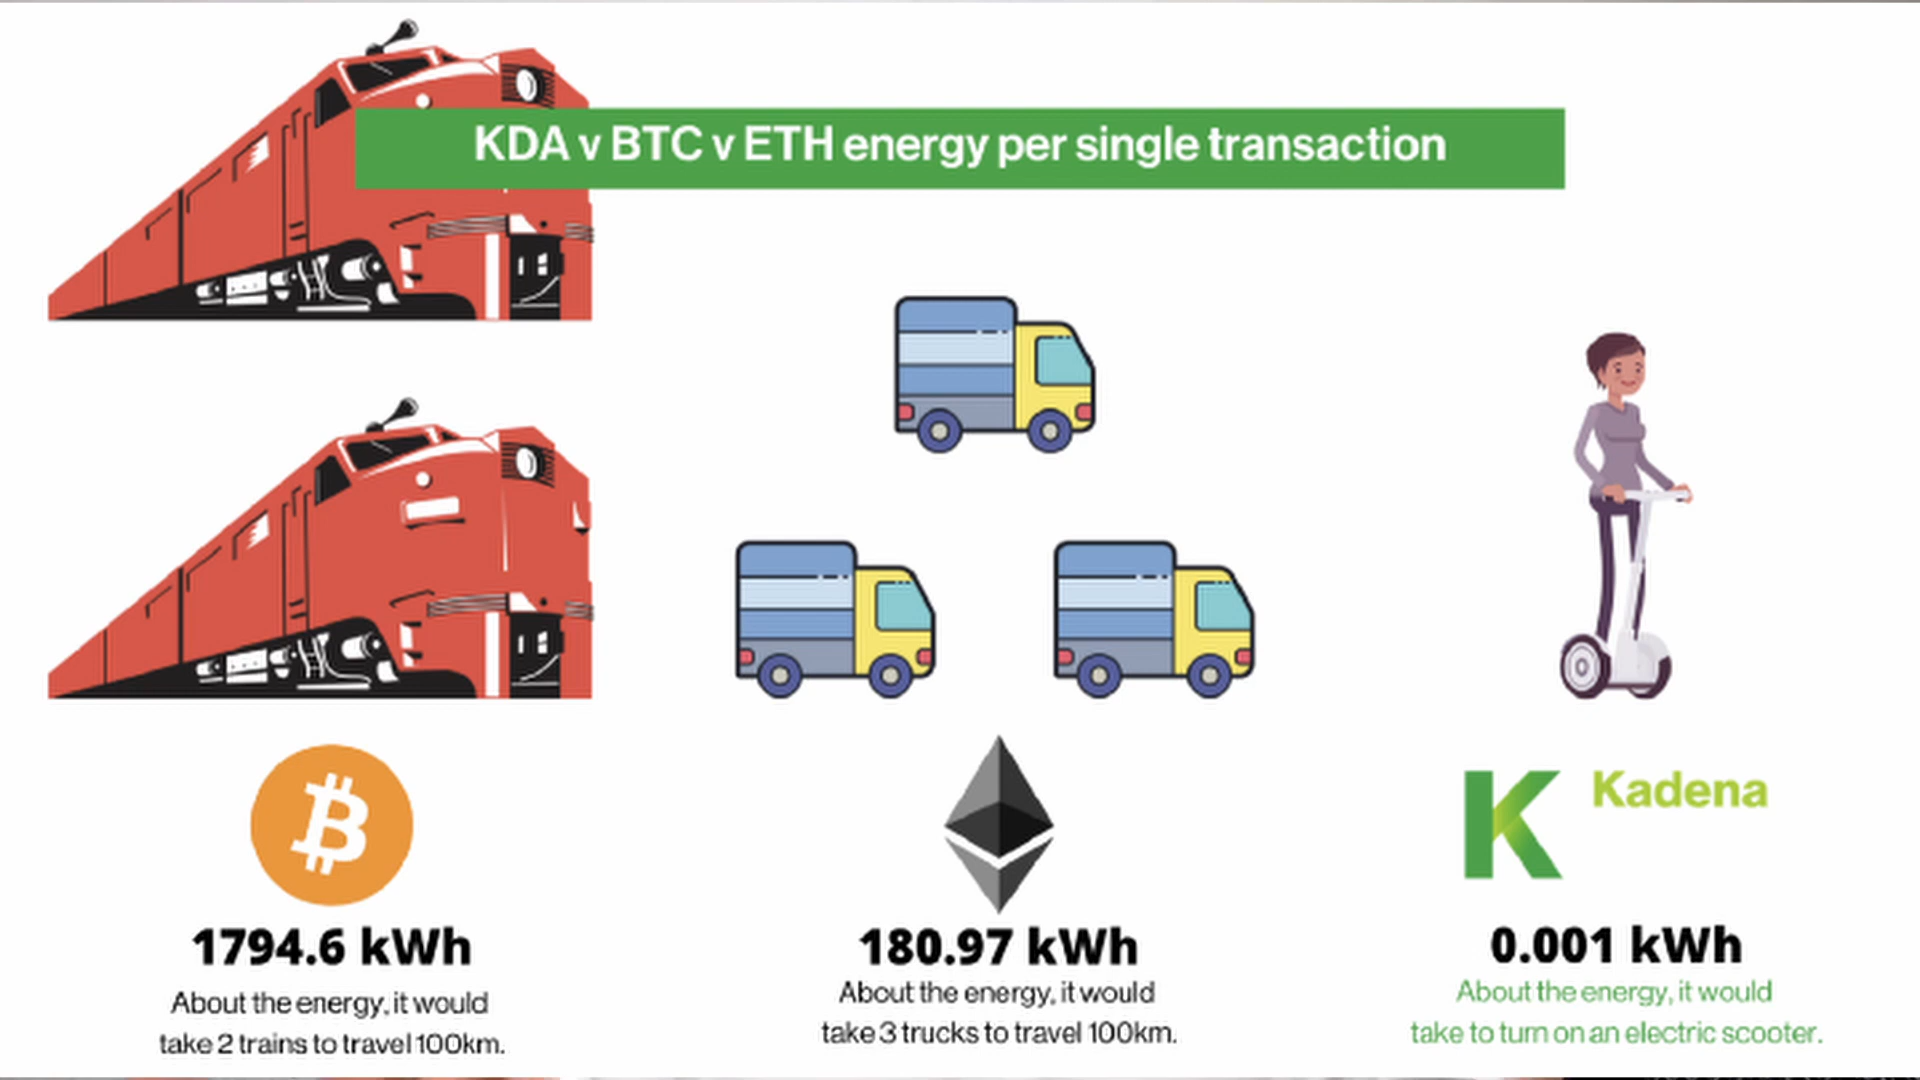 KDA v BTC v ETH energy per single transaction
1794.6 kWh
About the energy, it would
take 2 trains to travel 100km.
180.97 kWh
About the energy, it would
take 3 trucks to travel 100km.
Kadena
0.001 kWh
About the energy, it would
take to turn on an electric scooter.